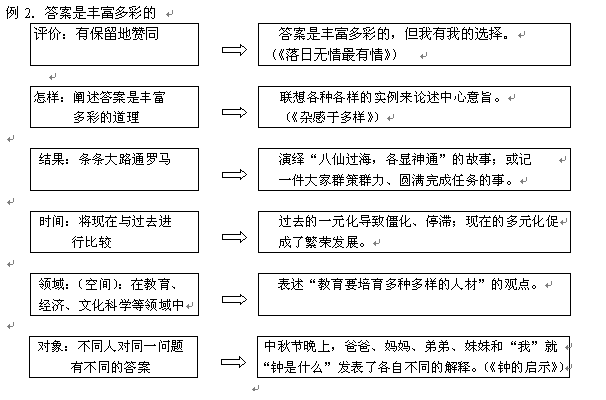 例 2．答案是丰富多彩的
评价：有保留地赞同
答案是丰富多彩的，但我有我的选择。
（《落日无情最有情》）
怎样：阐述答案是丰富
多彩的道理
联想各种各样的实例来论述中心意旨。
（《杂感于多样》）
结果：条条大路通罗马
演绎“八仙过海，各显神通”的故事；或记
一件大家群策群力、圆满完成任务的事。
时间：将现在与过去进
行比较
过去的一元化导致僵化、停滞；现在的多元化促
成了繁荣发展。
领域：（空间）：在教育、
经济、文化科学等领域中
表述“教育要培育多种多样的人材”的观点。
对象：不同人对同一问题
有不同的答案
中秋节晚上，爸爸、妈妈、弟弟、妹妹和“我”就
“钟是什么”发表了各自不同的解释。（《钟的启示》）